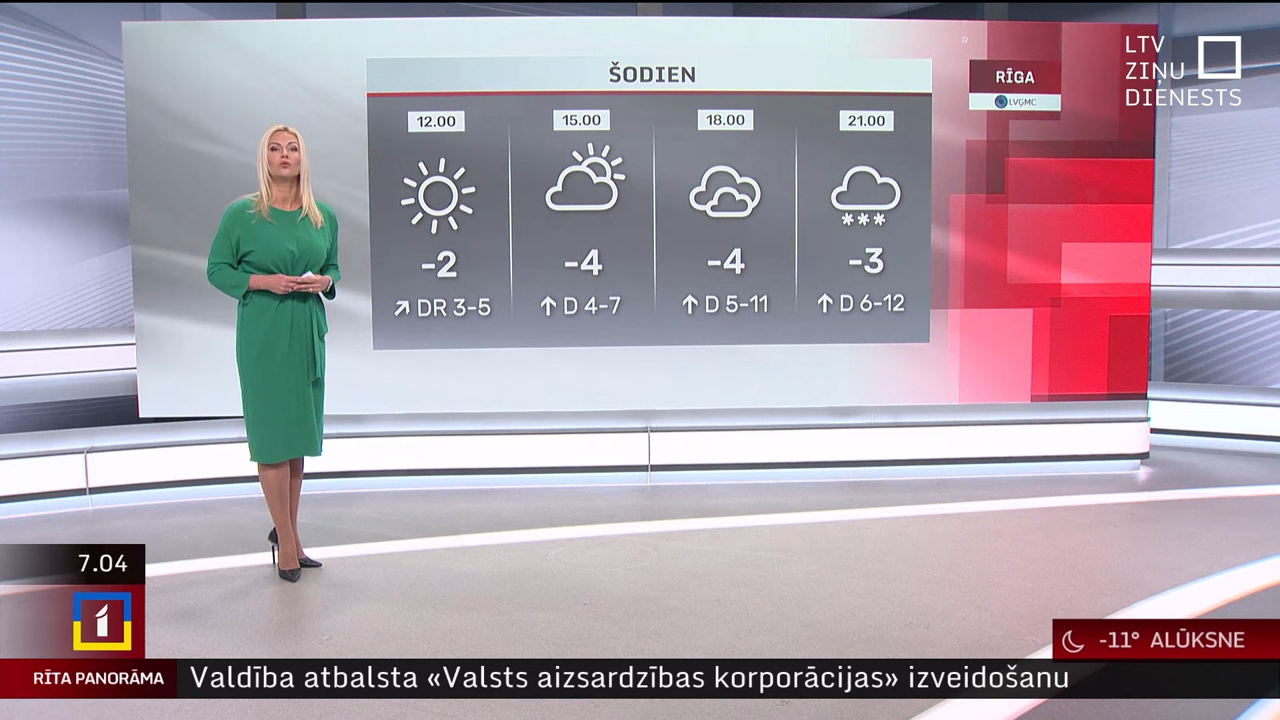 LTV
ZIŅU
DIENESTS
ŠODIEN
RĪGA
LVĢMC
12.00
15.00
18.00
21.00
-2
-4
-4
-3
DR 3-5
D 4-7
D 5-11
D 6-12
7.04
1
-11° ALŪKSNE
RĪTA PANORĀMA
Valdība atbalsta «Valsts aizsardzības korporācijas» izveidošanu